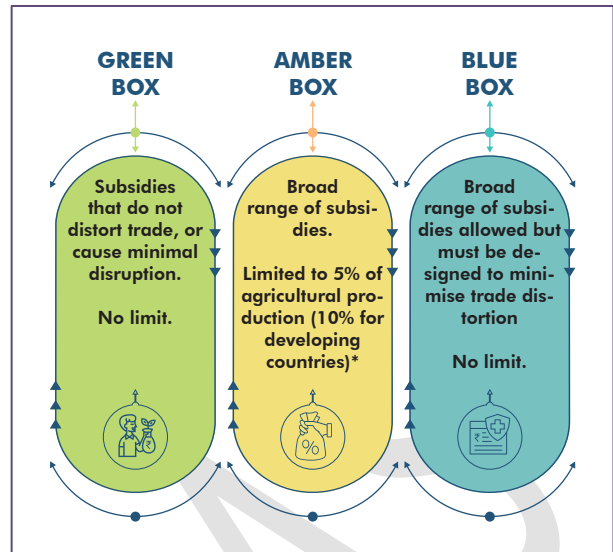 GREEN
BOX
Subsidies
that do not
distort trade, or
cause minimal
disruption.
No limit.
AMBER
BOX
Broad
range of subsi-
dies.
Limited to 5% of
agricultural pro-
duction (10% for
developing
countries)*
%
BLUE
BOX
Broad
range of subsi-
dies allowed but
must be de-
signed to mini-
mise trade dis-
tortion
No limit.